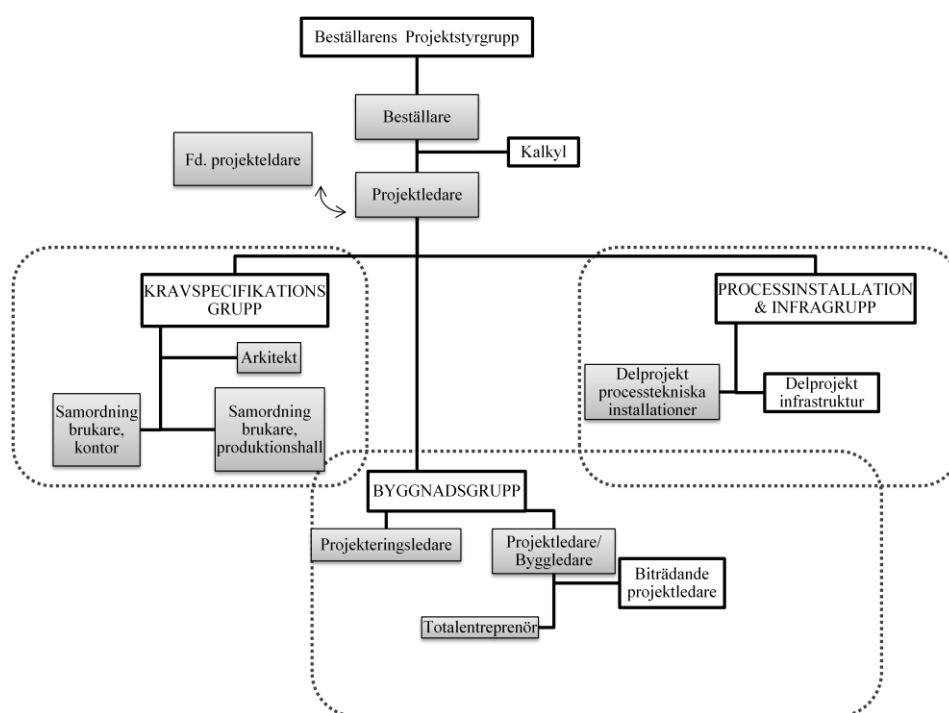 Beställarens Projektstyrgrupp
Beställare
Fd. projekteldare
Kalkyl
Projektledare
KRAVSPECIFIKATIONS
GRUPP
PROCESSINSTALLATION
& INFRAGRUPP
Arkitekt
Samordning
brukare,
kontor
Samordning
brukare,
produktionshall
Delprojekt
processtekniska
installationer
Delprojekt
infrastruktur
BYGGNADSGRUPP
Projekteringsledare
Projektledare/
Byggledare
Biträdande
projektledare
Totalentreprenör